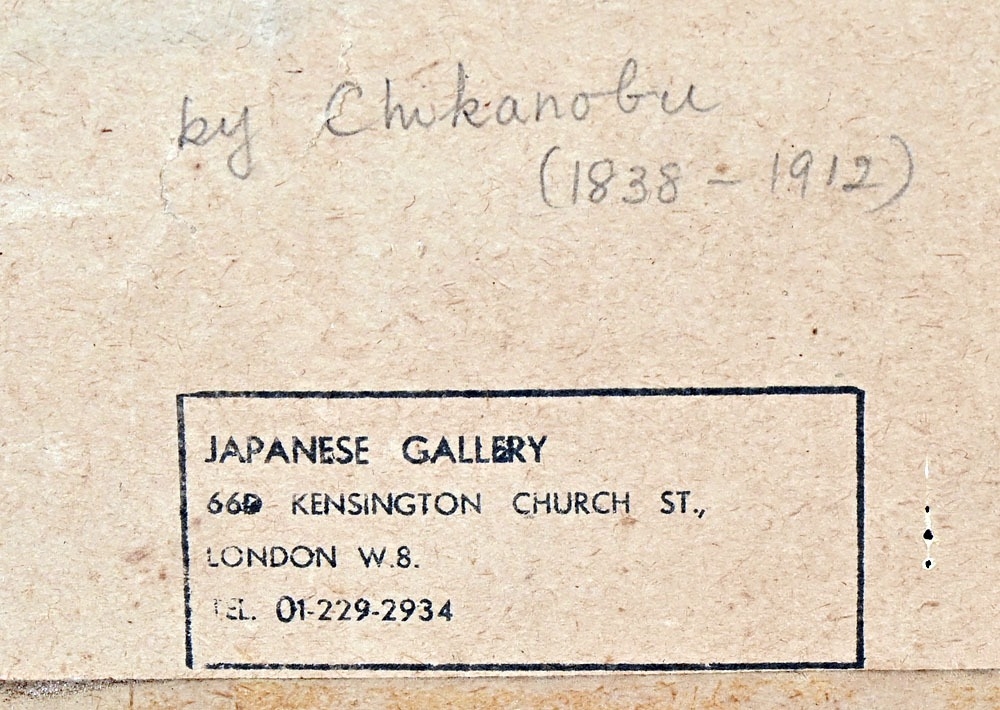 by Chikanobu
(1838 - 1912)
JAPANESE GALLERY
66D KENSINGTON CHURCH ST.,
LONDON W.8.
TEL. 01-229-2934